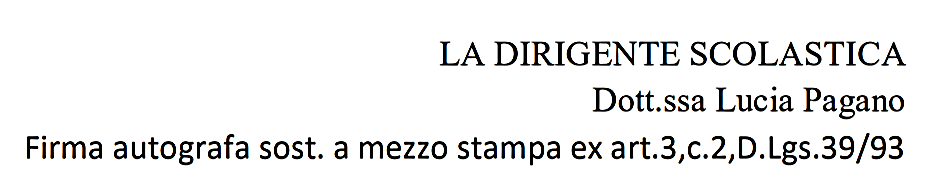 LA DIRIGENTE SCOLASTICA
Dott.ssa Lucia Pagano
Firma autografa sost. a mezzo stampa ex art.3,c.2,D.Lgs.39/93